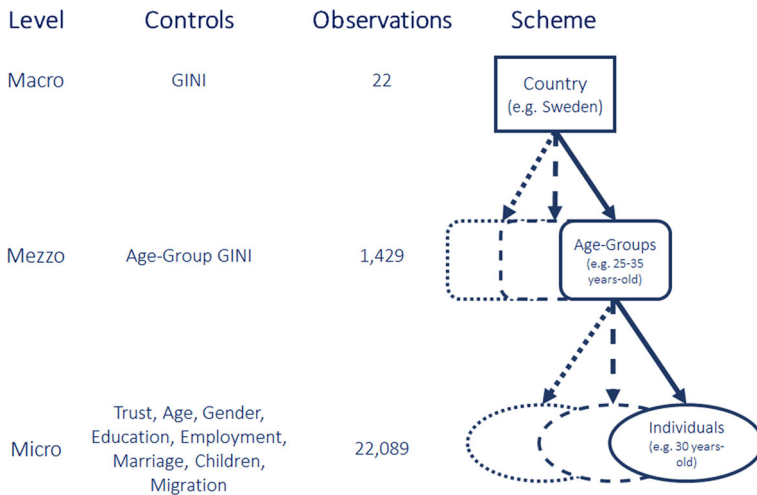 Level Controls Observations Scheme
Macro GINI 22 Country
(e.g. Sweden)
Mezzo Age-Group GINI 1,429 Age-Groups
(e.g. 25-35
years-old)
Micro Trust, Age, Gender,
Education, Employment,
Marriage, Children,
Migration
22,089
Individuals
(e.g. 30 years-
old)